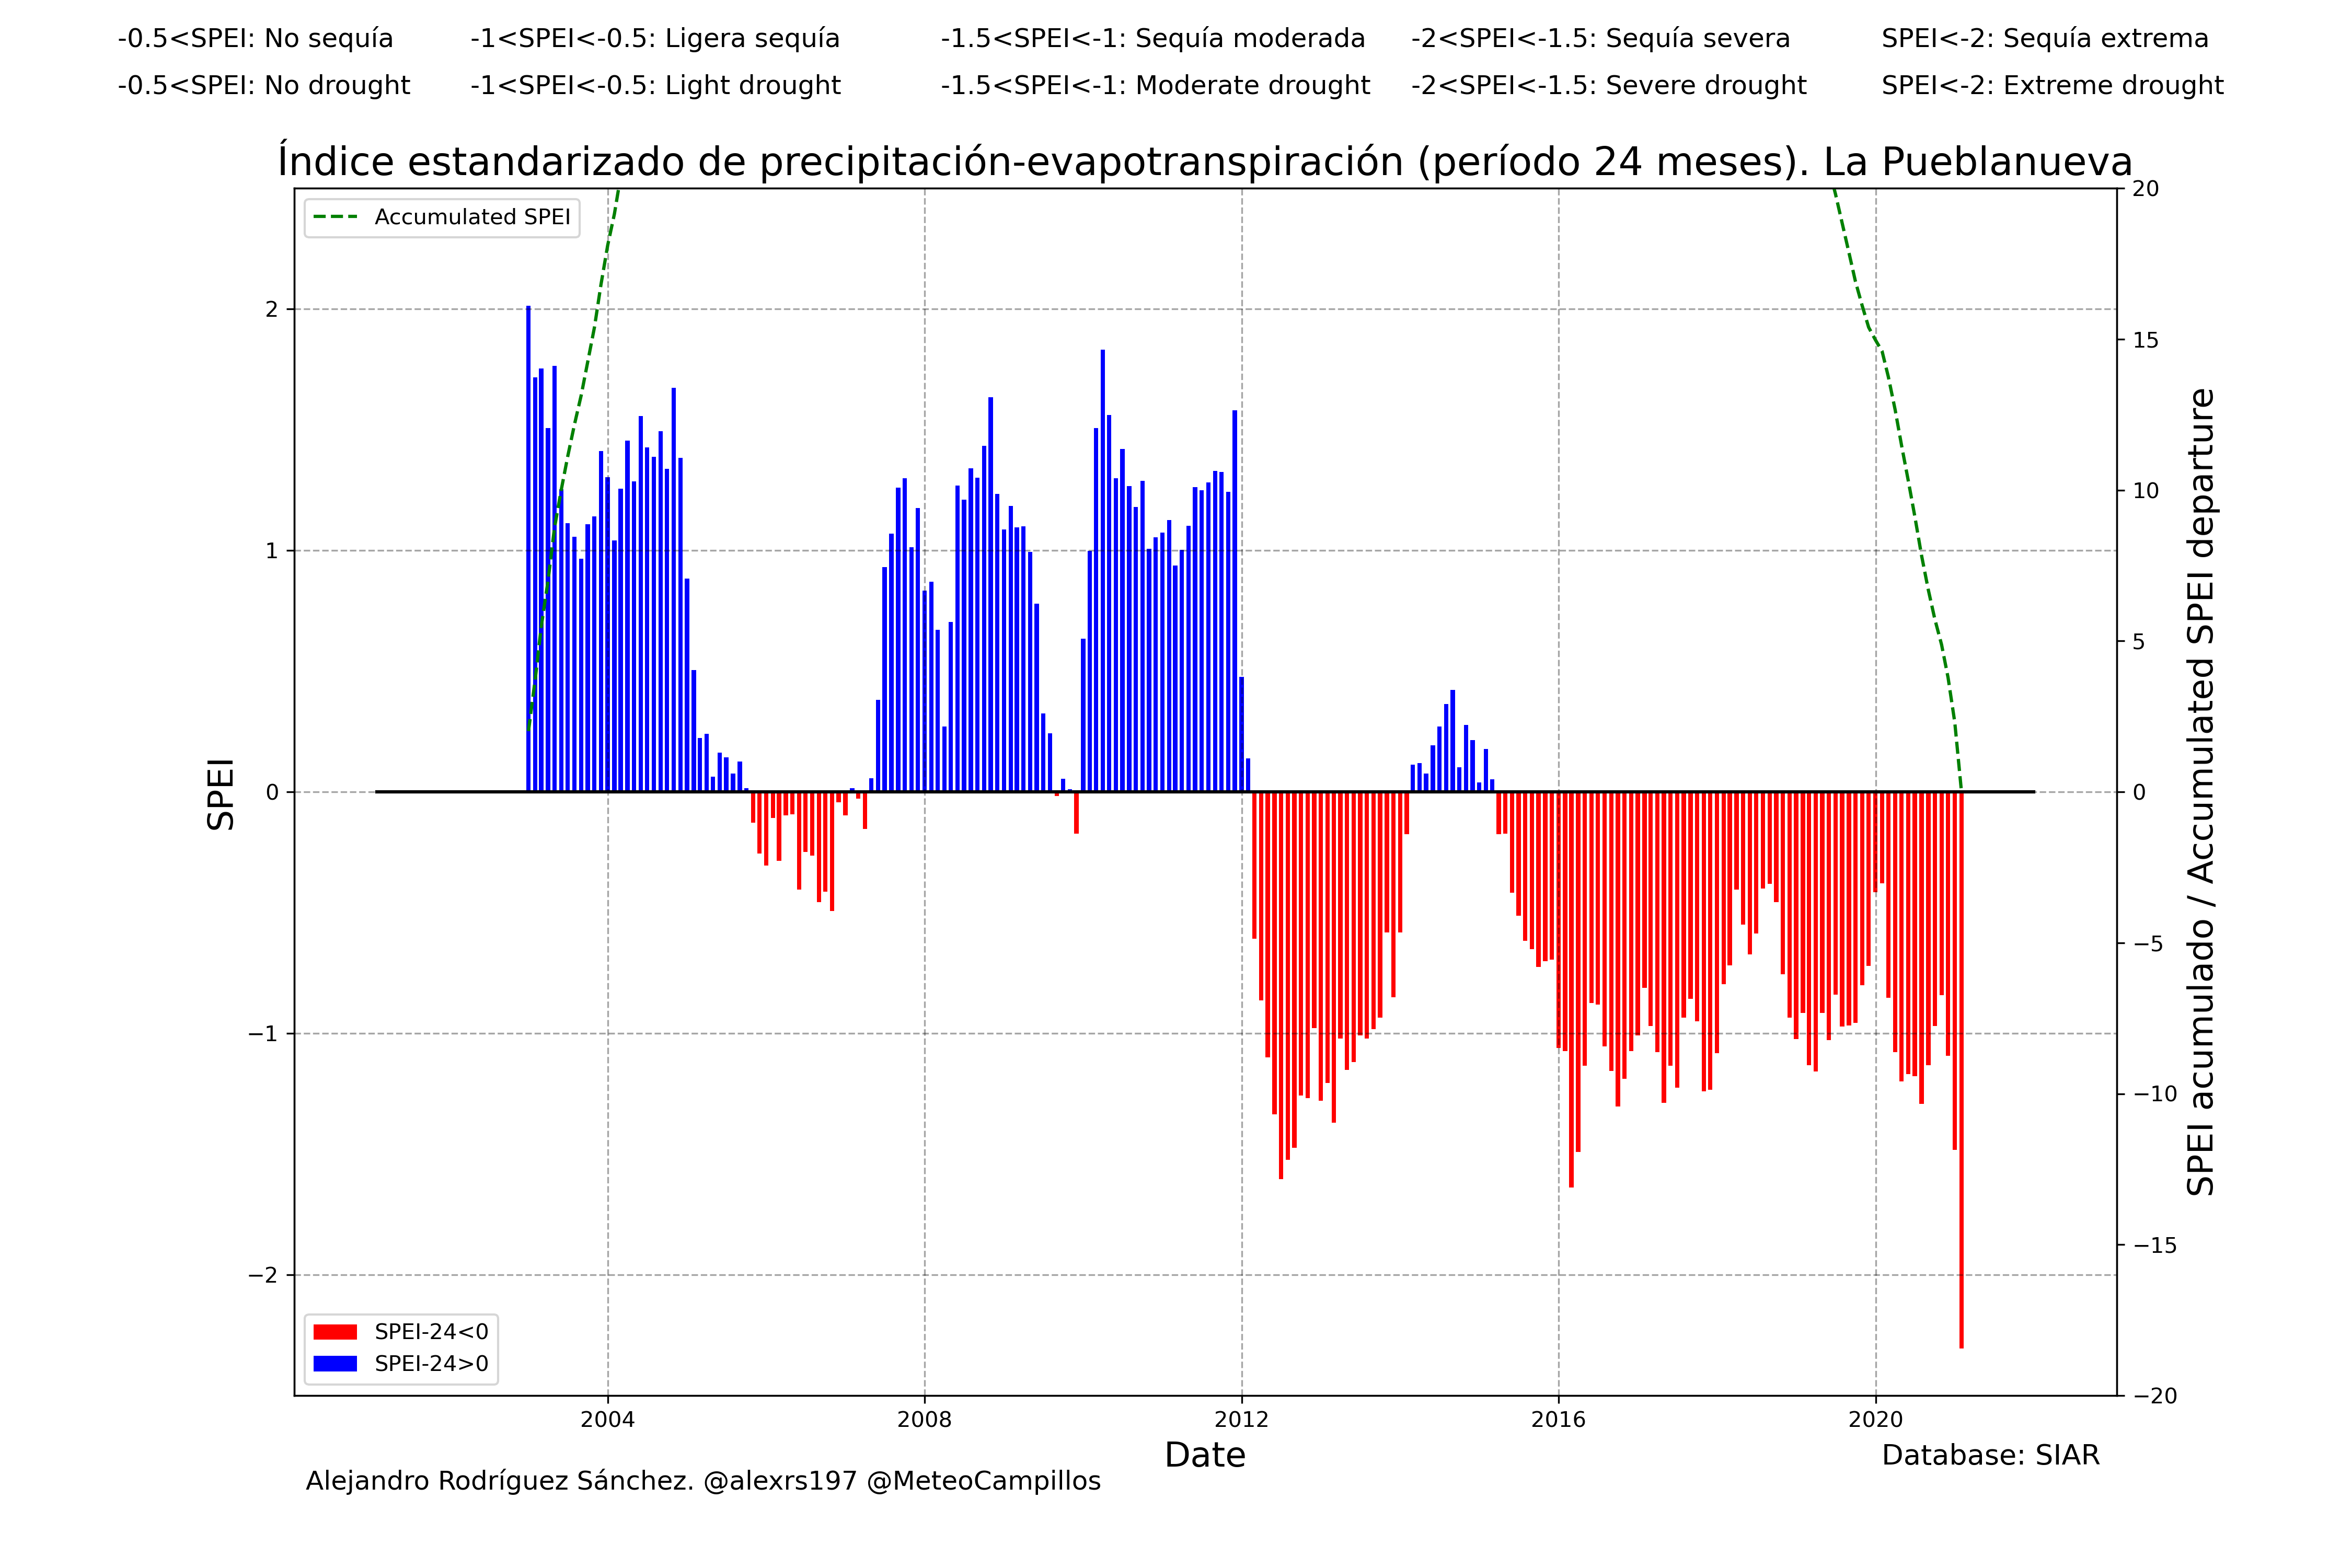 -0.5<SPEI: No sequía -1<SPEI<-0.5: Ligera sequía -1.5<SPEI<-1: Sequía moderada -2<SPEI<-1.5: Sequía severa SPEI<-2: Sequía extrema
-0.5<SPEI: No drought -1<SPEI<-0.5: Light drought -1.5<SPEI<-1: Moderate drought -2<SPEI<-1.5: Severe drought SPEI<-2: Extreme drought
Índice estandarizado de precipitación-evapotranspiración (período 24 meses). La Pueblanueva
Accumulated SPEI
SPEI
2
1
0
−1
−2
20
15
10
5
0
−5
−10
−15
−20
SPEI acumulado / Accumulated SPEI departure
SPEI-24<0
SPEI-24>0
2004 2008 2012 2016 2020
Date
Database: SIAR
Alejandro Rodríguez Sánchez. @alexrs197 @MeteoCampillos